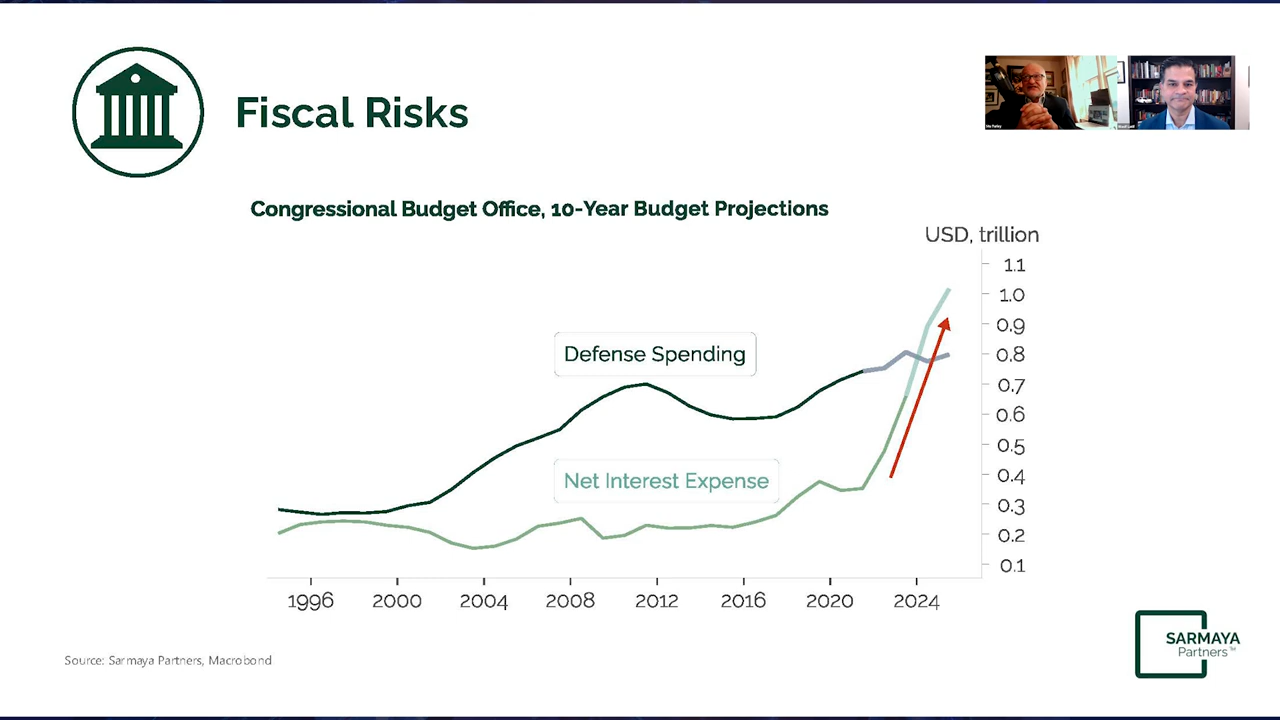 Fiscal Risks
Congressional Budget Office, 10-Year Budget Projections
USD, trillion
1.1
1.0
0.9
0.8
0.7
0.6
0.5
0.4
0.3
0.2
0.1
Defense Spending
Net Interest Expense
1996 2000 2004 2008 2012 2016 2020 2024
Source: Sarmaya Partners, Macrobond
SARMAYA
Partners